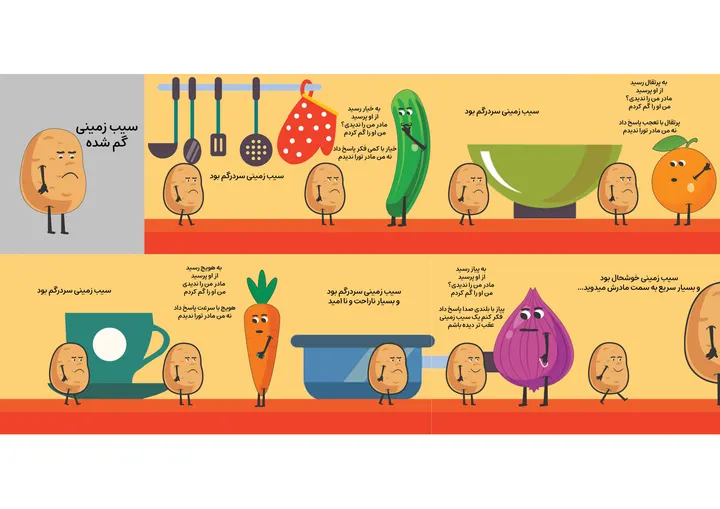 سیب زمینی
گم شده
سیب زمینی سردرگم بود
به خیار رسید
از او پرسید
مادر من را ندیدی؟
من او را گم کردم
خیار با کمی فکر پاسخ داد
نه من مادر تورا ندیدم
سیب زمینی سردرگم بود
به پرتقال رسید
از او پرسید
مادر من را ندیدی؟
من او را گم کردم
پرتقال با تعجب پاسخ داد
نه من مادر تورا ندیدم
سیب زمینی سردرگم بود
به هویج رسید
از او پرسید
مادر من را ندیدی
من او را گم کردم
هویج با سرعت پاسخ داد
نه من مادر تورا ندیدم
سیب زمینی سردرگم بود
و بسیار ناراحت و نا امید
به پیاز رسید
از او پرسید
مادر من را ندیدی؟
من او را گم کردم
پیاز با بلندی صدا پاسخ داد
فکر کنم یک سیب زمینی
عقب تر دیده باشم
سیب زمینی خوشحال بود
و بسیار سریع به سمت مادرش میدوید...